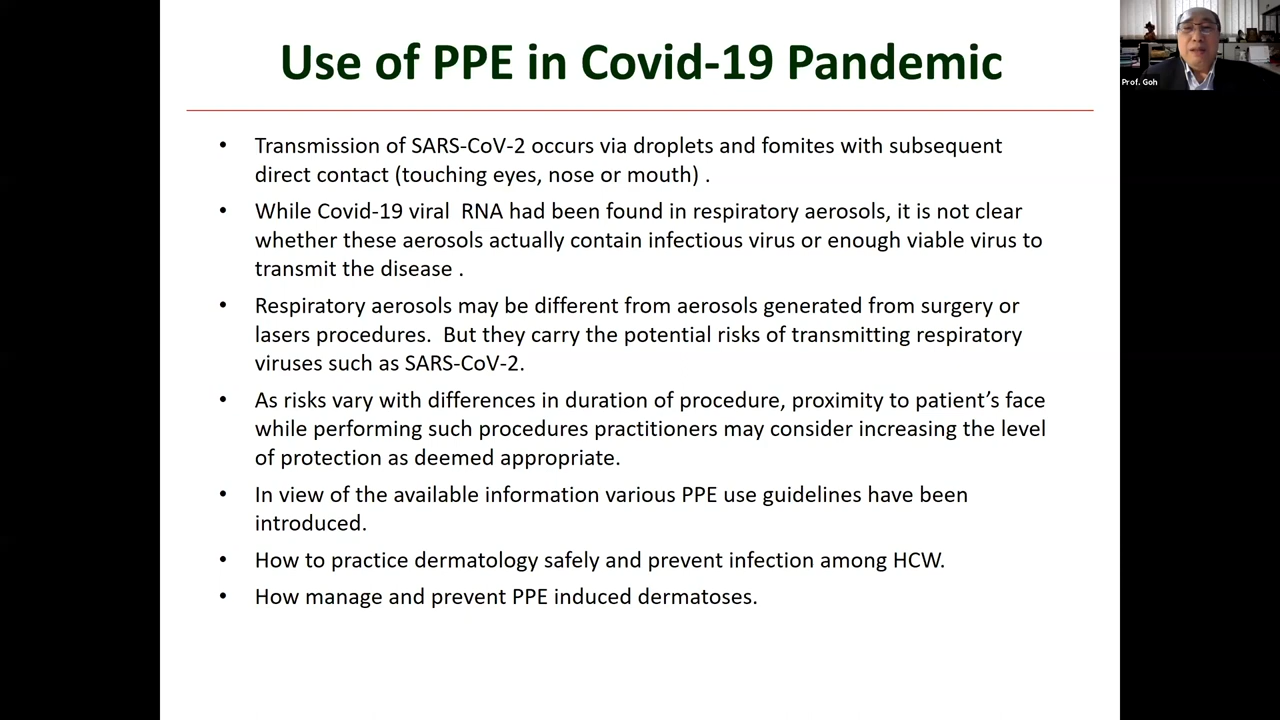 Use of PPE in Covid-19 Pandemic
Prof. Goh
• Transmission of SARS-CoV-2 occurs via droplets and fomites with subsequent
direct contact (touching eyes, nose or mouth) .
• While Covid-19 viral  RNA had been found in respiratory aerosols, it is not clear
whether these aerosols actually contain infectious virus or enough viable virus to
transmit the disease .
• Respiratory aerosols may be different from aerosols generated from surgery or
lasers procedures.  But they carry the potential risks of transmitting respiratory
viruses such as SARS-CoV-2.
• As risks vary with differences in duration of procedure, proximity to patient’s face
while performing such procedures practitioners may consider increasing the level
of protection as deemed appropriate.
• In view of the available information various PPE use guidelines have been
introduced.
• How to practice dermatology safely and prevent infection among HCW.
• How manage and prevent PPE induced dermatoses.